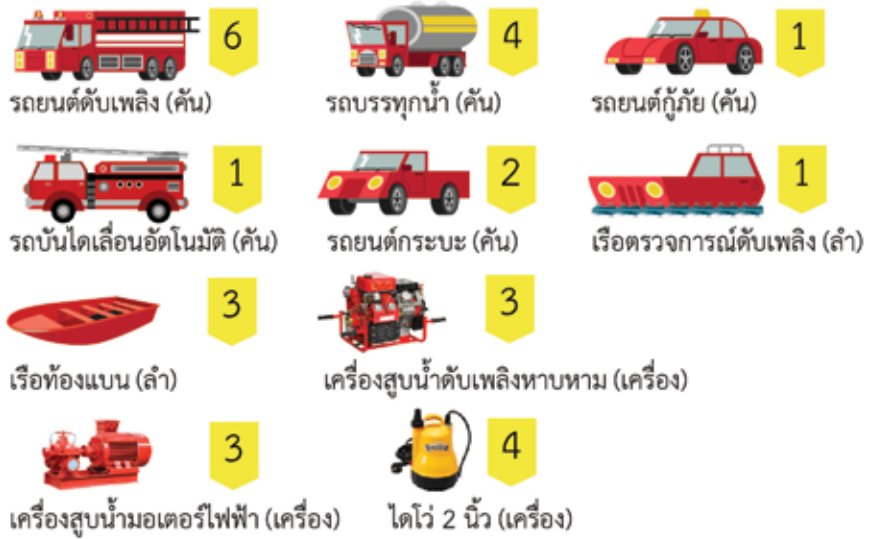 6
4
1
รถยนต์ดับเพลิง (คัน)
รถบรรทุกน้ำ (คัน)
รถยนต์กู้ภัย (คัน)
1
2
1
รถบันไดเลื่อนอัตโนมัติ (คัน)
รถยนต์กระบะ (คัน)
เรือตรวจการณ์ดับเพลิง (ลำ)
3
3
เรือท้องแบน (ลำ)
เครื่องสูบน้ำดับเพลิงหาบหาม (เครื่อง)
3
4
เครื่องสูบน้ำมอเตอร์ไฟฟ้า (เครื่อง)
ไดโว่ 2 นิ้ว (เครื่อง)